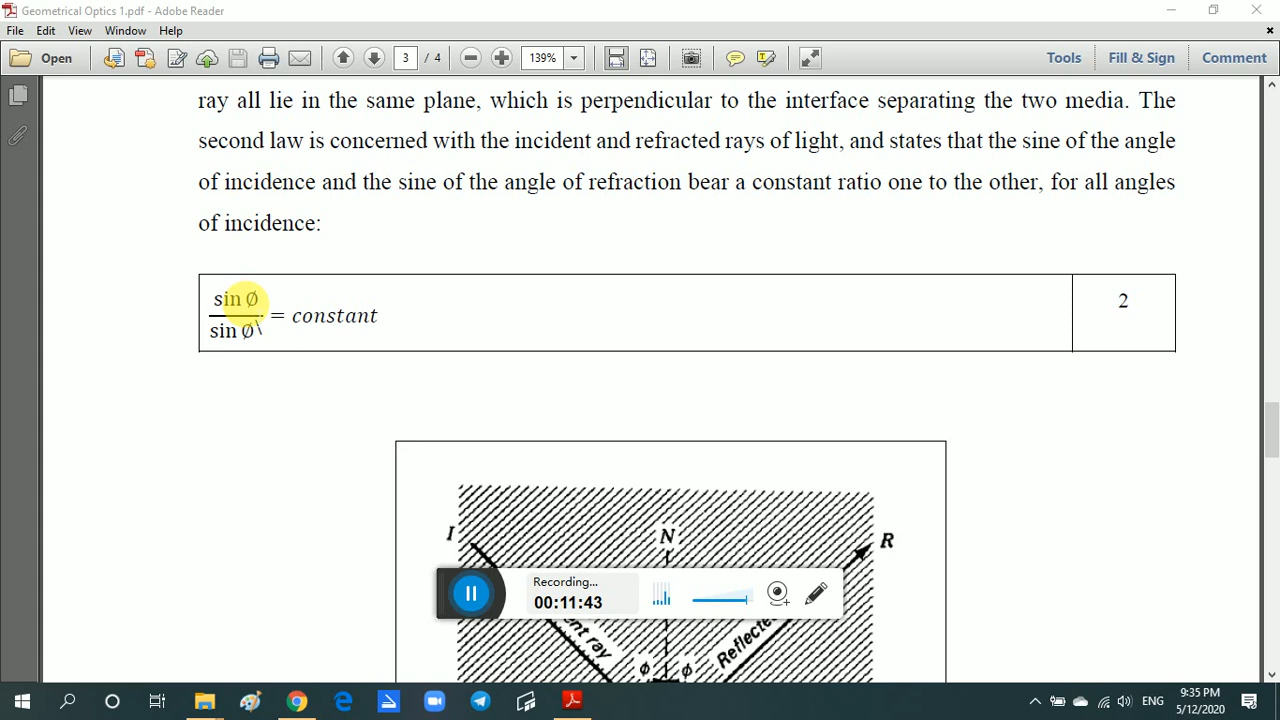 Geometrical Optics 1.pdf - Adobe Reader
File Edit View Window Help
Open 3 / 4 139% Tools Fill & Sign Comment
ray all lie in the same plane, which is perpendicular to the interface separating the two media. The
second law is concerned with the incident and refracted rays of light, and states that the sine of the angle
of incidence and the sine of the angle of refraction bear a constant ratio one to the other, for all angles
of incidence:
sin ∅
sin ∅\ = constant
2
I N R
Recording...
00:11:43
ent ray ϕ ϕ Reflecte
ENG
9:35 PM
5/12/2020